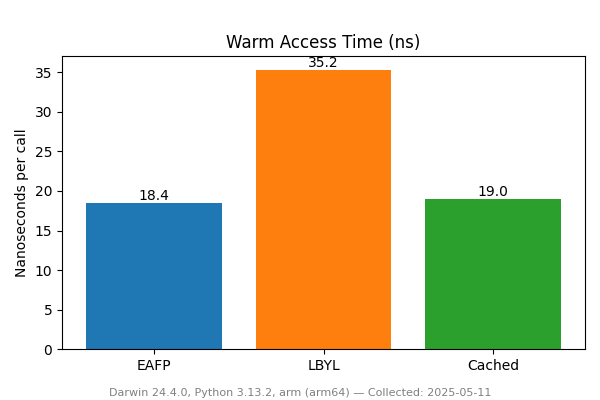 Warm Access Time (ns)
Nanoseconds per call
35
30
25
20
15
10
5
0
18.4
35.2
19.0
EAFP
LBYL
Cached
Darwin 24.4.0, Python 3.13.2, arm (arm64) — Collected: 2025-05-11